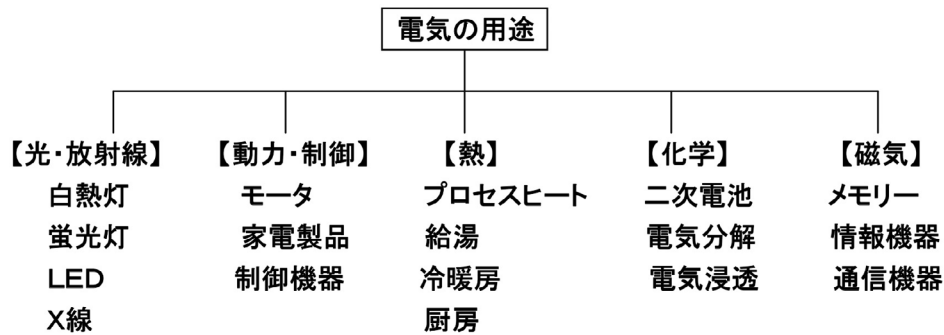 電気の用途
【光・放射線】
白熱灯
蛍光灯
LED
X線
【動力・制御】
モータ
家電製品
制御機器
【熱】
プロセスヒート
給湯
冷暖房
厨房
【化学】
二次電池
電気分解
電気浸透
【磁気】
メモリー
情報機器
通信機器